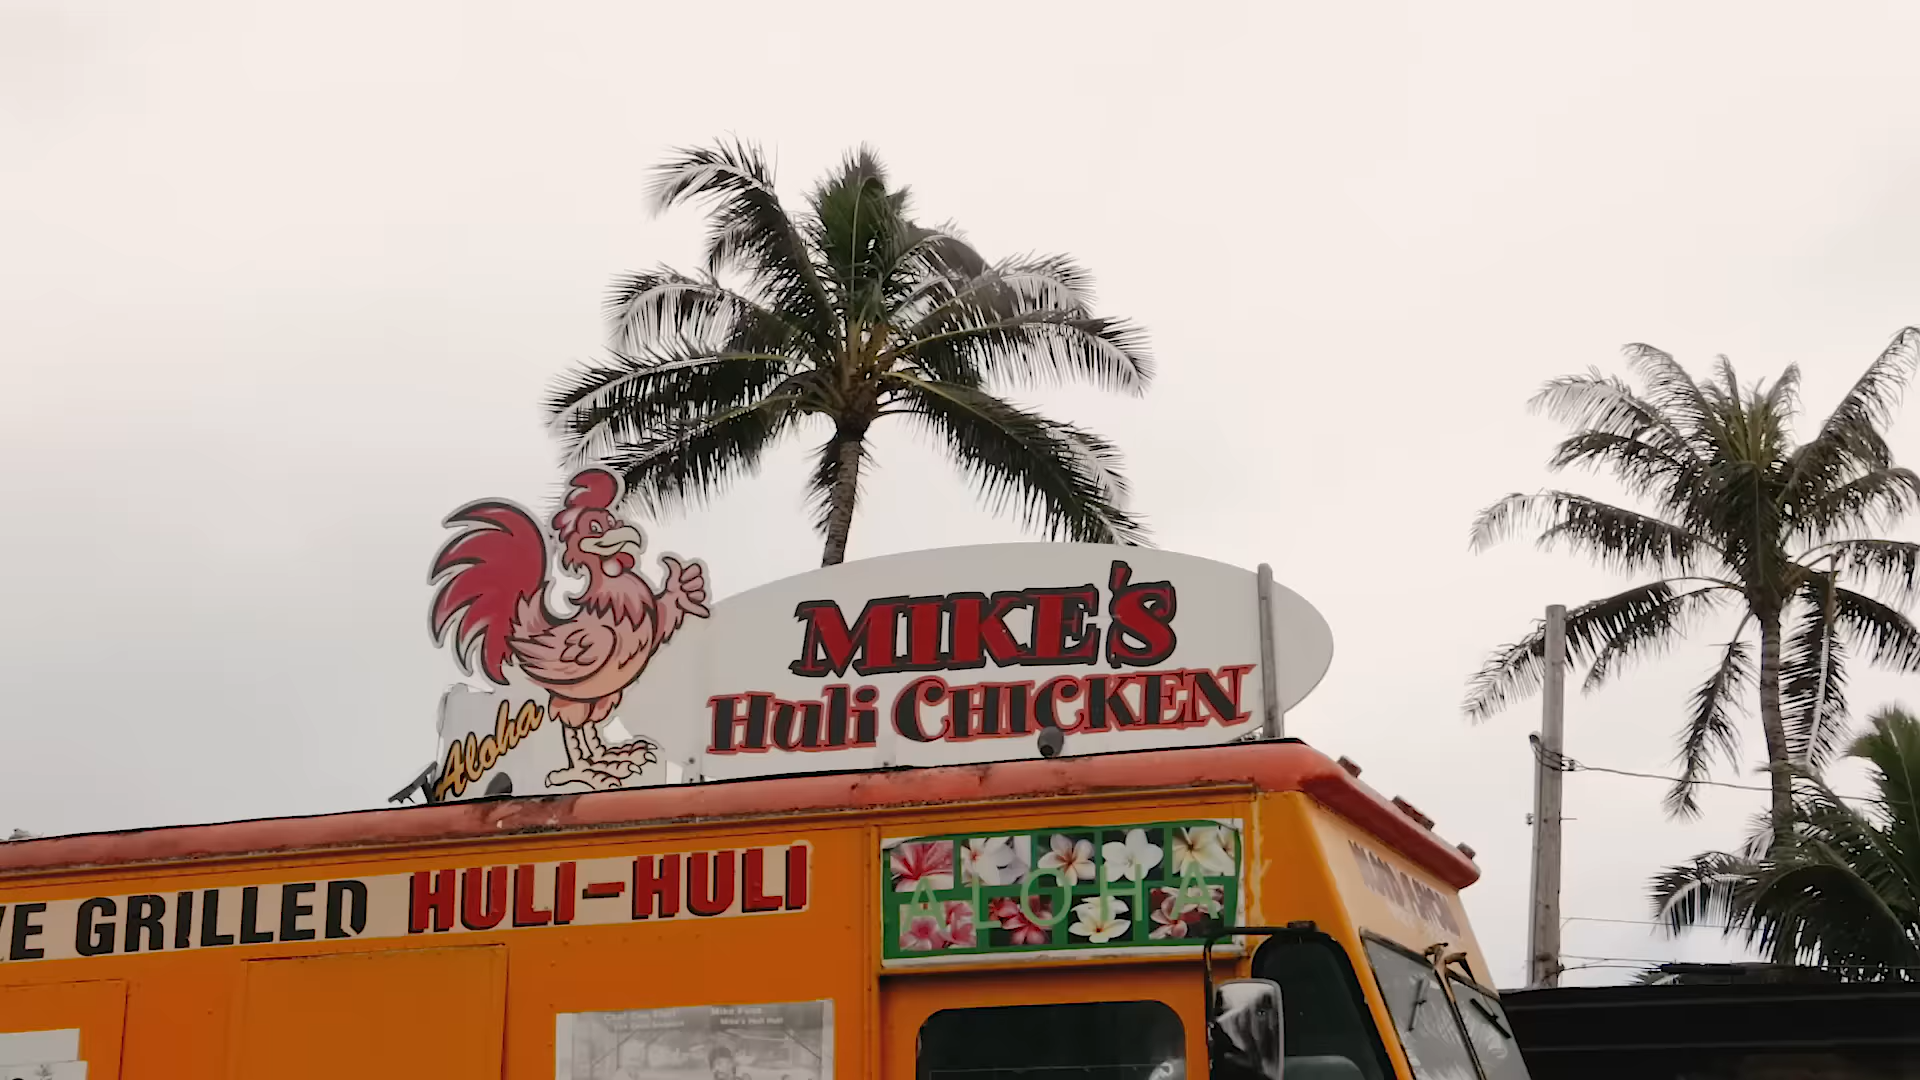 MIKE'S
Huli CHICKEN
Aloha
GRILLED HULI-HULI
ALOHA